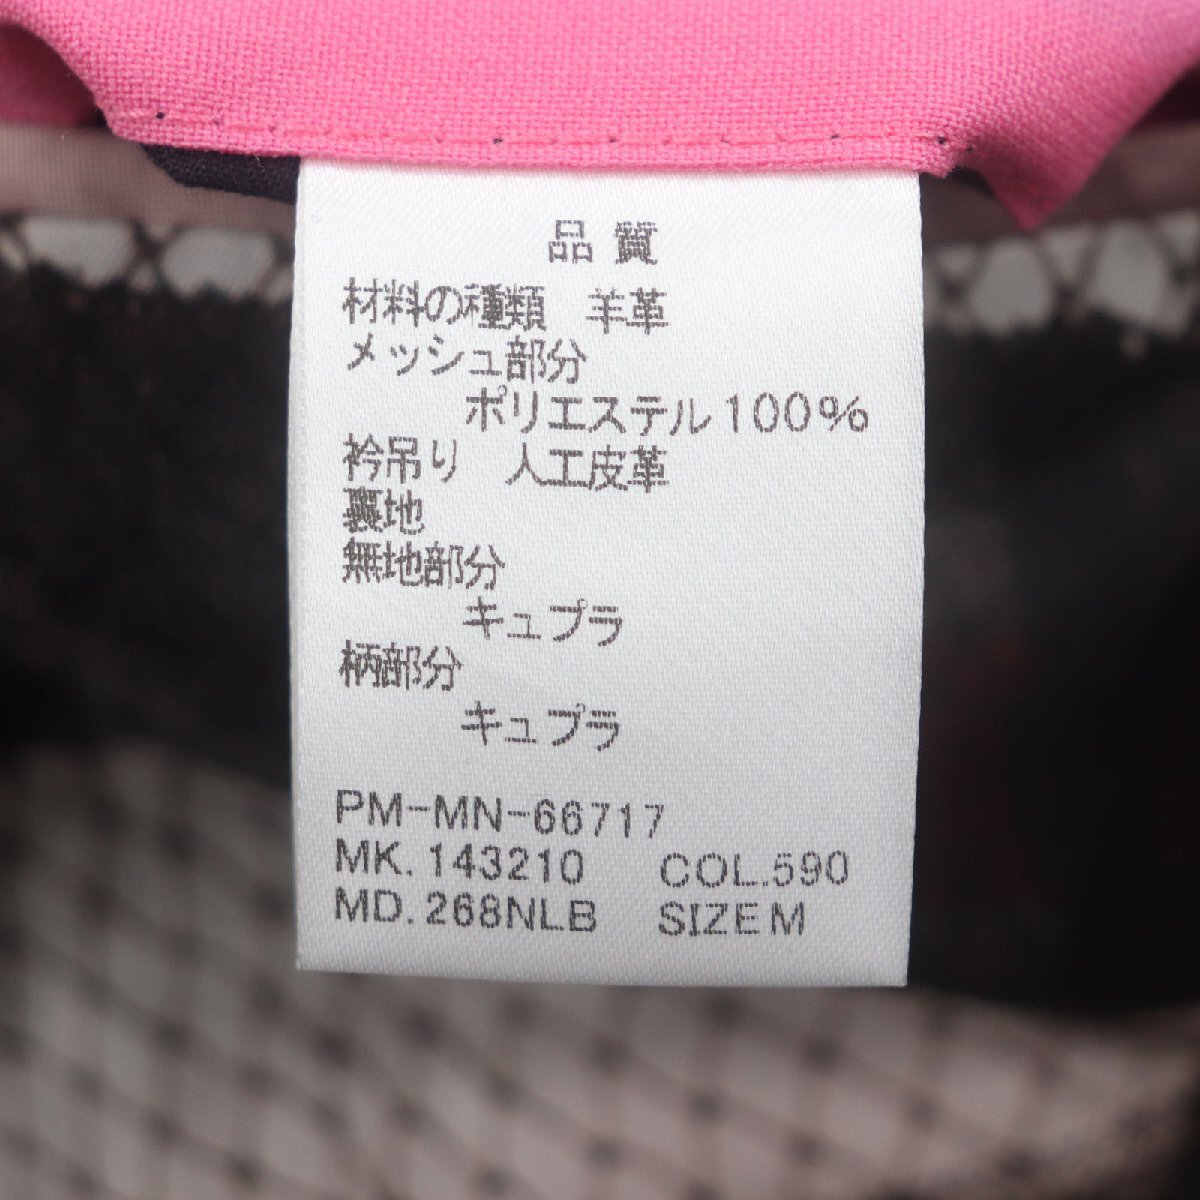 品質
材料の種類　羊革
メッシュ部分
ポリエステル100%
衿吊り　人工皮革
裏地
無地部分
キュプラ
柄部分
キュプラ
PM-MN-66717
MK.143210　COL.590
MD.268NLB　SIZE M